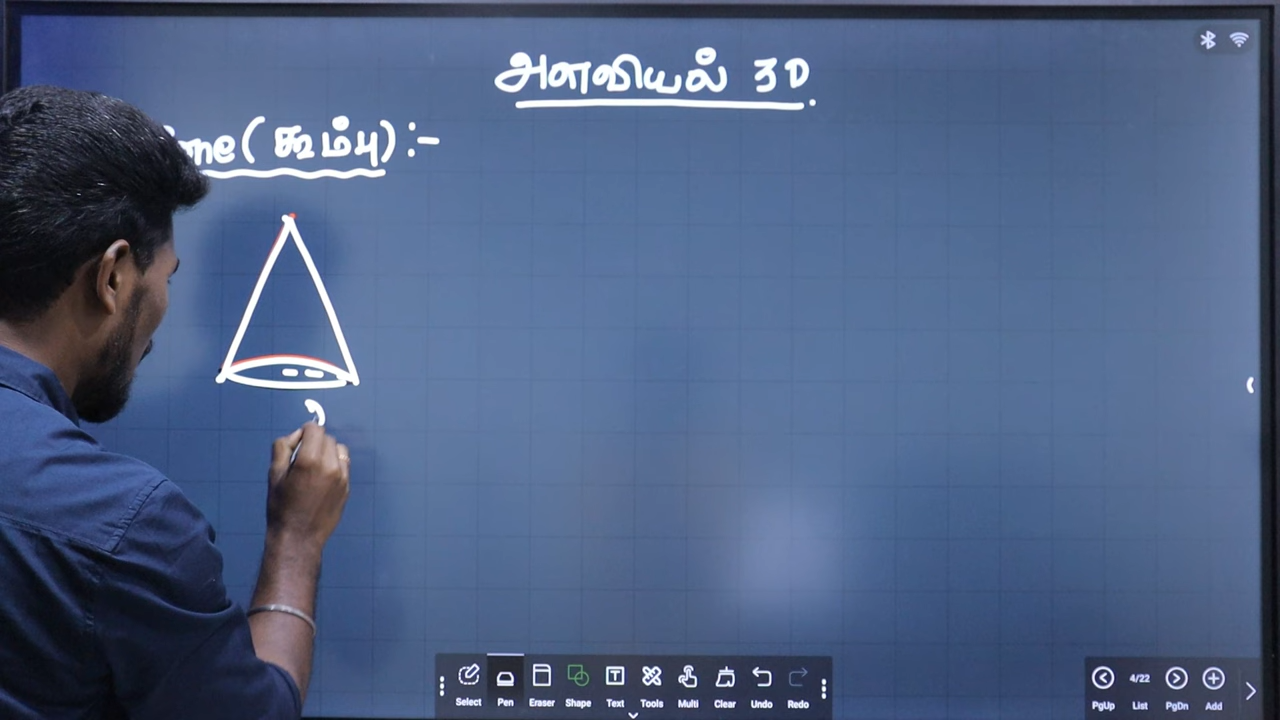 அளவியல் 3D.
(கூம்பு):-
Select Pen Eraser Shape Text Tools Multi Clear Undo Redo
4/22
PgUp List PgDn Add